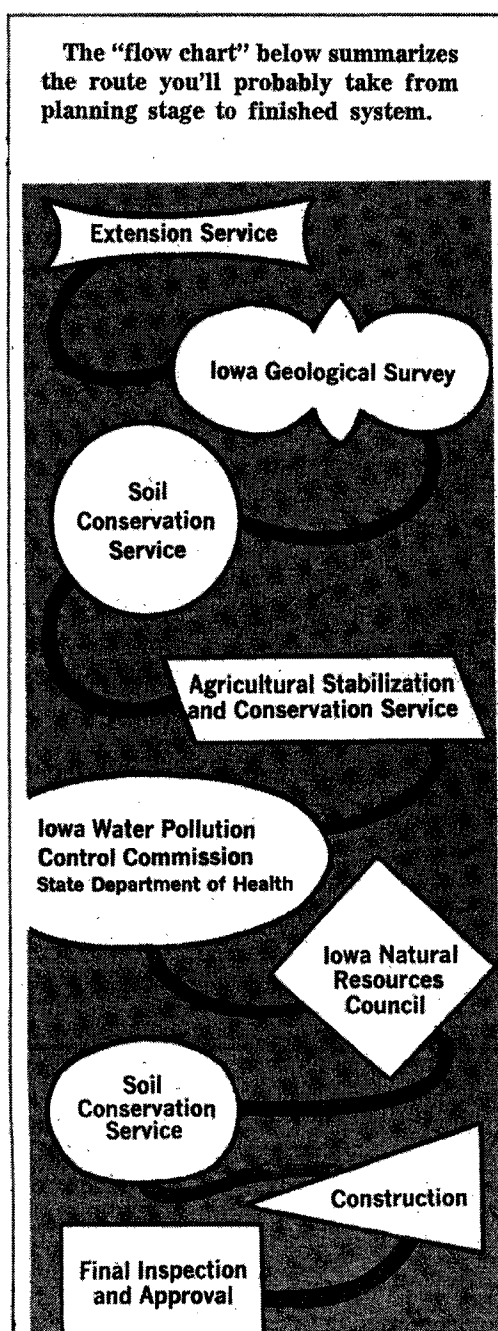 The “flow chart” below summarizes
the route you’ll probably take from
planning stage to finished system.
Extension Service
Iowa Geological Survey
Soil
Conservation
Service
Agricultural Stabilization
and Conservation Service
Iowa Water Pollution
Control Commission
State Department of Health
Iowa Natural
Resources
Council
Soil
Conservation
Service
Construction
Final Inspection
and Approval